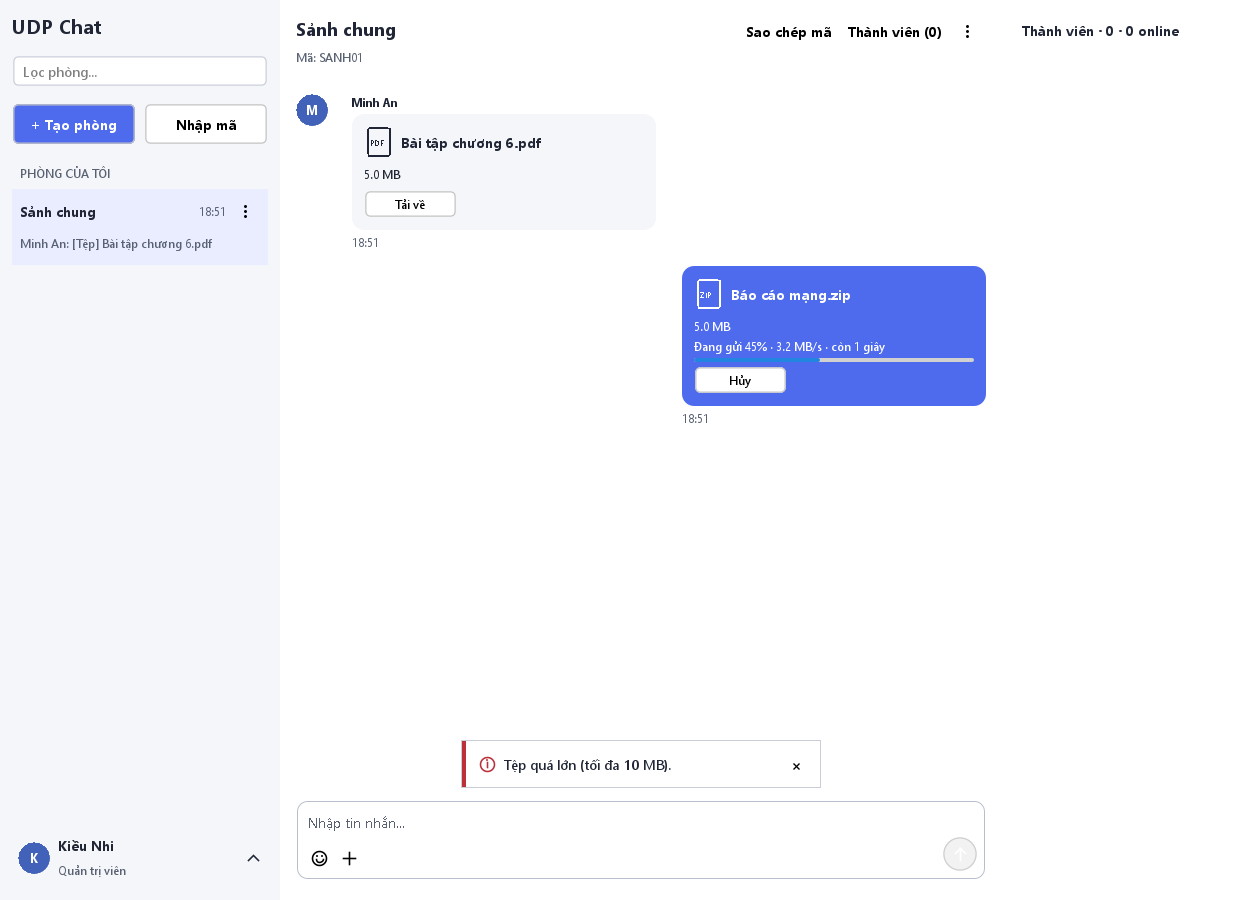 UDP Chat
Lọc phòng...
+ Tạo phòng
Nhập mã
PHÒNG CỦA TÔI
Sảnh chung
18:51
Minh An: [Tệp] Bài tập chương 6.pdf
Kiều Nhi
Quản trị viên
Sảnh chung
Mã: SANH01
Sao chép mã
Thành viên (0)
M
Minh An
PDF
Bài tập chương 6.pdf
5.0 MB
Tải về
18:51
ZIP
Báo cáo mạng.zip
5.0 MB
Đang gửi 45% · 3.2 MB/s · còn 1 giây
Hủy
18:51
Tệp quá lớn (tối đa 10 MB).
×
Nhập tin nhắn...
Thành viên · 0 · 0 online
K